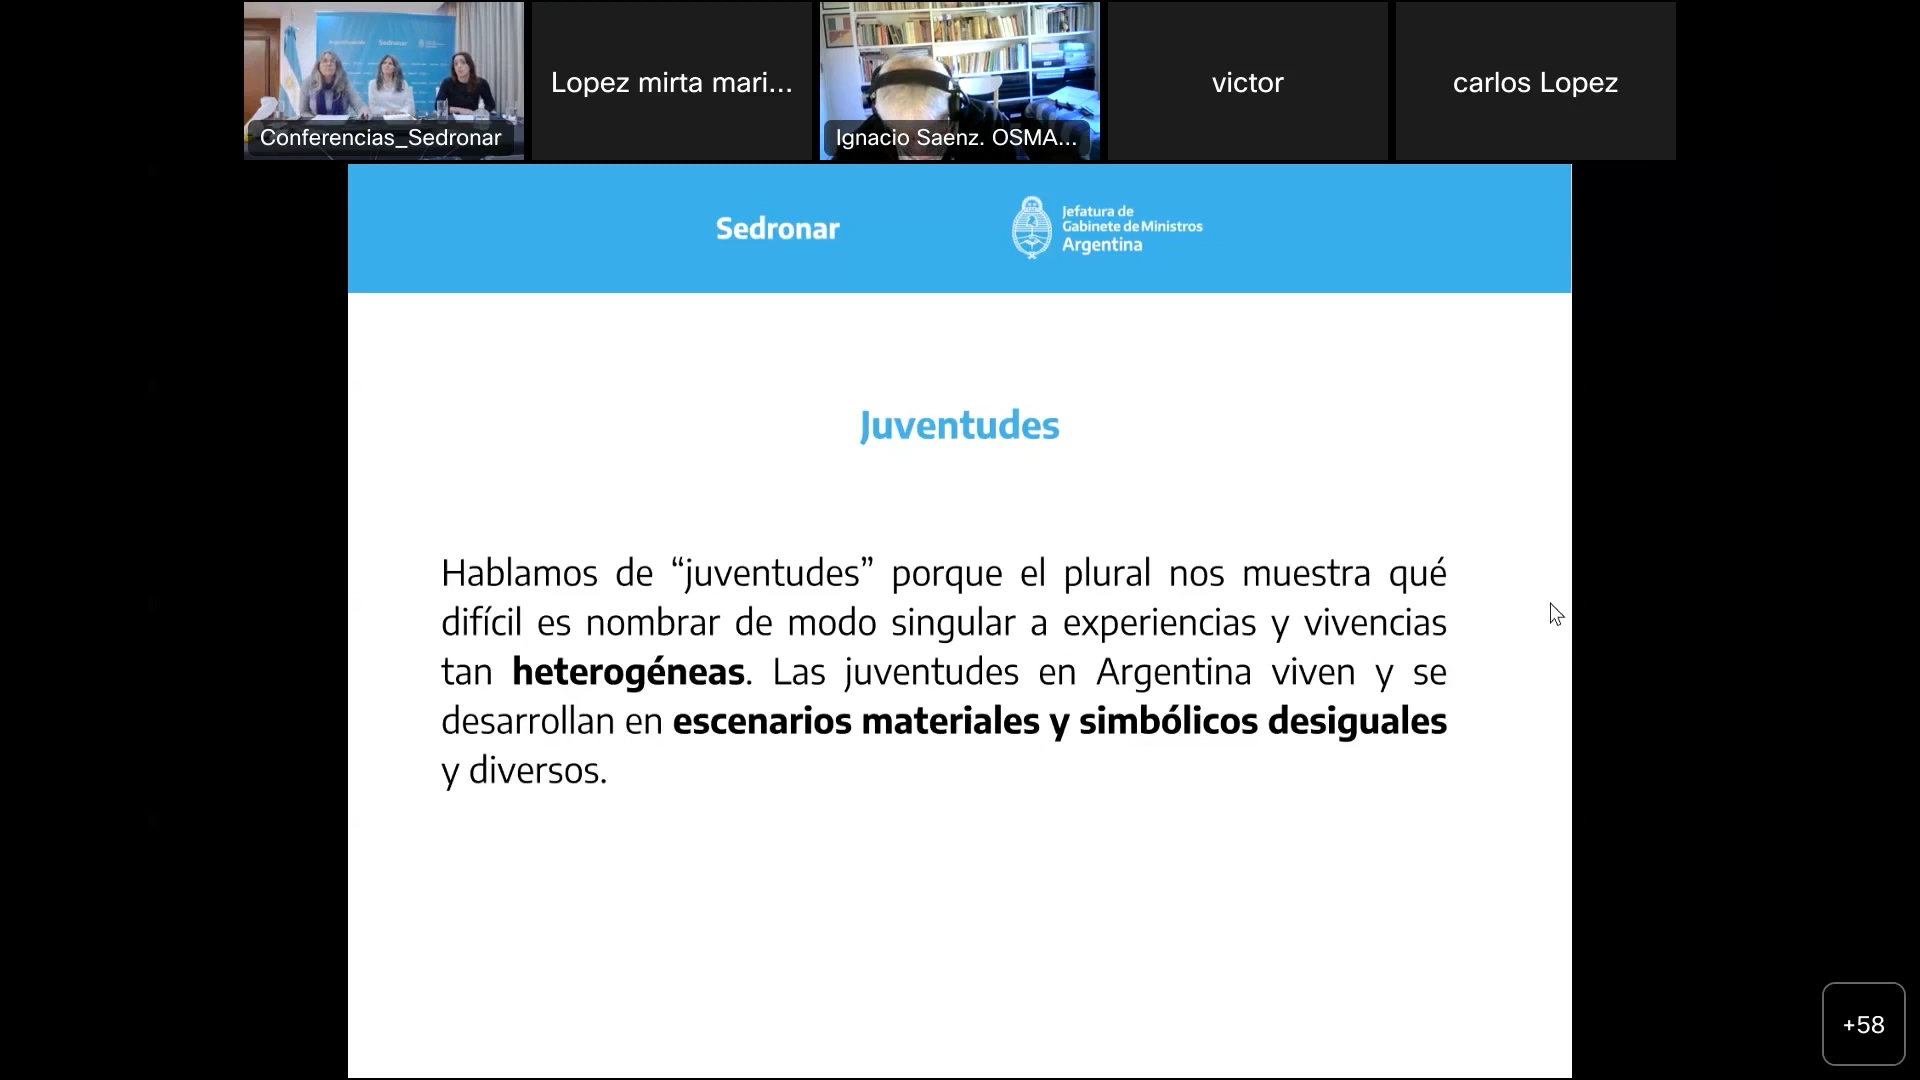 Conferencias_Sedronar
Lopez mirta mari...
Ignacio Saenz. OSMA...
victor
carlos Lopez
Sedronar
Jefatura de
Gabinete de Ministros
Argentina
Juventudes
Hablamos de “juventudes” porque el plural nos muestra qué
difícil es nombrar de modo singular a experiencias y vivencias
tan heterogéneas. Las juventudes en Argentina viven y se
desarrollan en escenarios materiales y simbólicos desiguales
y diversos.
+58